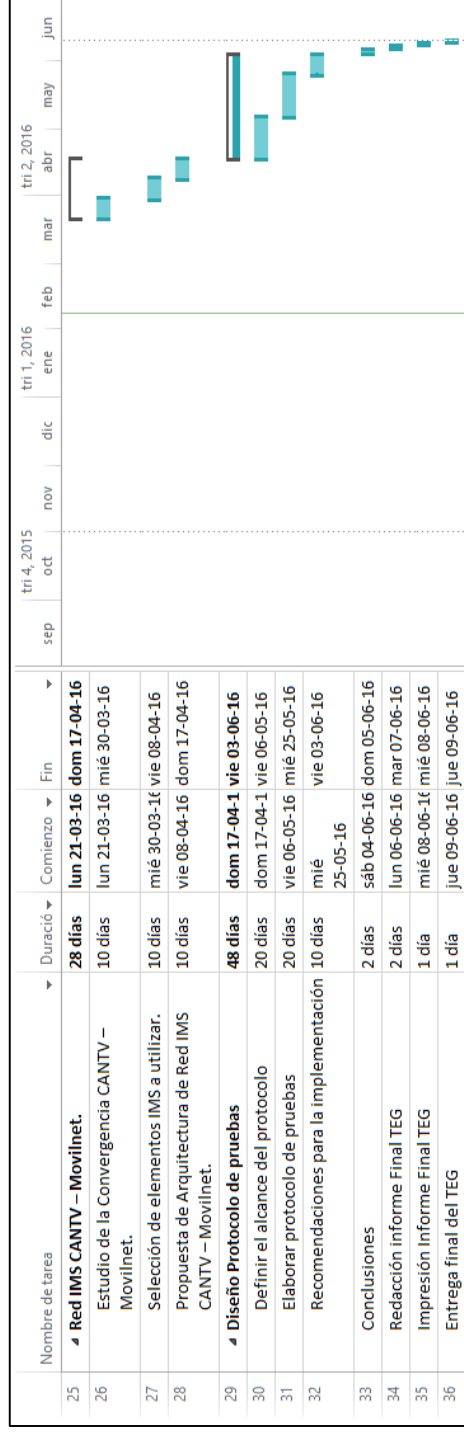 Nombre de tarea Duració Comienzo Fin
tri 4, 2015 tri 1, 2016 tri 2, 2016
sep oct nov dic ene feb mar abr may jun
25 Red IMS CANTV – Movilnet. 28 días lun 21-03-16 dom 17-04-16
26 Estudio de la Convergencia CANTV – 10 días lun 21-03-16 mié 30-03-16
Movilnet.
27 Selección de elementos IMS a utilizar. 10 días mié 30-03-16 vie 08-04-16
28 Propuesta de Arquitectura de Red IMS 10 días vie 08-04-16 dom 17-04-16
CANTV – Movilnet.
29 Diseño Protocolo de pruebas 48 días dom 17-04-1 vie 03-06-16
30 Definir el alcance del protocolo 20 días dom 17-04-1 vie 06-05-16
31 Elaborar protocolo de pruebas 20 días vie 06-05-16 mié 25-05-16
32 Recomendaciones para la implementación 10 días mié vie 03-06-16
25-05-16
33 Conclusiones 2 días sáb 04-06-16 dom 05-06-16
34 Redacción informe Final TEG 2 días lun 06-06-16 mar 07-06-16
35 Impresión Informe Final TEG 1 día mié 08-06-16 mié 08-06-16
36 Entrega final del TEG 1 día jue 09-06-16 jue 09-06-16